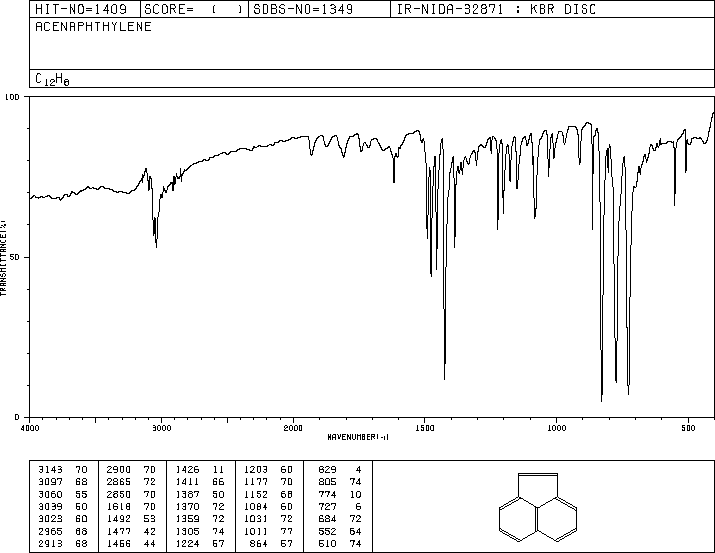 HIT-NO=1409 SCORE= ( ) SDBS-NO=1349 IR-NIDA-32871 : KBR DISC
ACENAPHTHYLENE
C12H8
100
50
0
TRANSMITTANCE(%)
4000 3000 2000 1500 1000 500
WAVENUMBER(-1)
3143 70 2900 70 1426 11 1203 60 829 4
3097 68 2865 72 1411 66 1177 70 805 74
3060 55 2850 70 1387 50 1152 68 774 10
3039 50 1618 70 1370 72 1084 60 727 6
3023 60 1492 53 1359 72 1031 72 684 72
2965 68 1477 42 1305 74 1011 77 552 64
2913 68 1456 44 1224 57 864 57 510 74